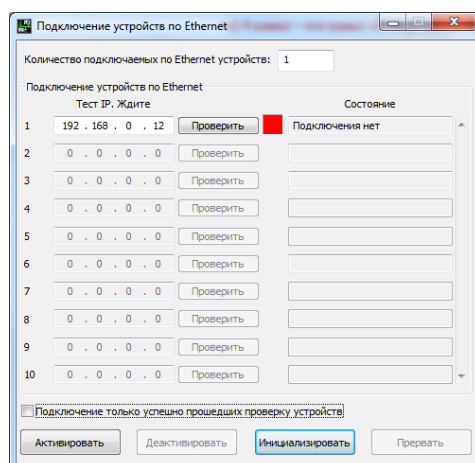 Подключение устройств по Ethernet
Количество подключаемых по Ethernet устройств: 1
Подключение устройств по Ethernet
Тест IP. Ждите Состояние
1 192 . 168 . 0 . 12 Проверить Подключения нет
2 0 . 0 . 0 . 0 Проверить
3 0 . 0 . 0 . 0 Проверить
4 0 . 0 . 0 . 0 Проверить
5 0 . 0 . 0 . 0 Проверить
6 0 . 0 . 0 . 0 Проверить
7 0 . 0 . 0 . 0 Проверить
8 0 . 0 . 0 . 0 Проверить
9 0 . 0 . 0 . 0 Проверить
10 0 . 0 . 0 . 0 Проверить
Подключение только успешно прошедших проверку устройств
Активировать Деактивировать Инициализировать Прервать